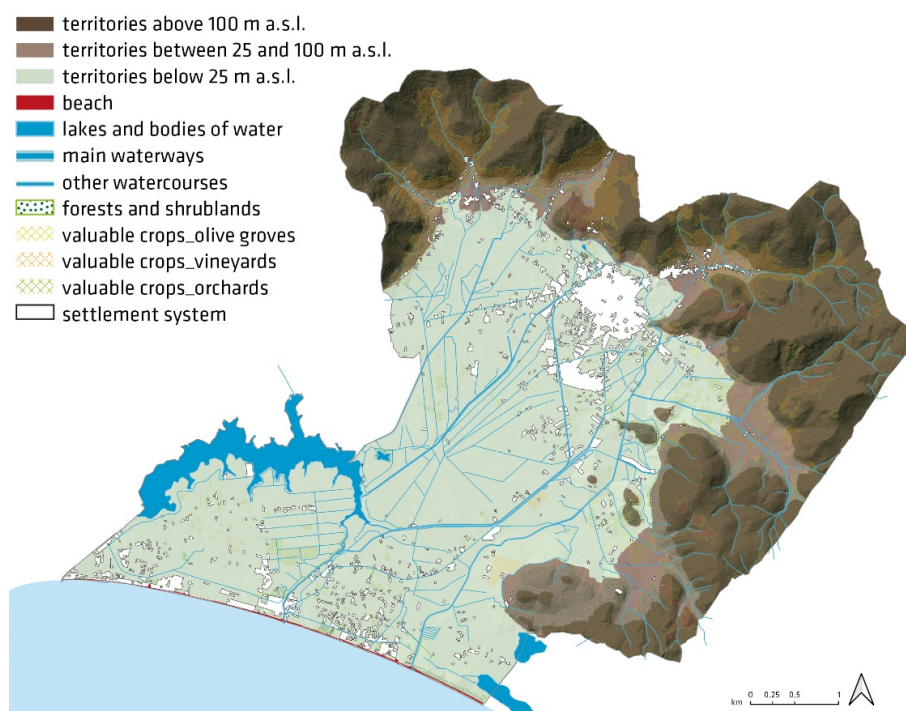 territories above 100 m a.s.l.
territories between 25 and 100 m a.s.l.
territories below 25 m a.s.l.
beach
lakes and bodies of water
main waterways
other watercourses
forests and shrublands
valuable crops_olive groves
valuable crops_vineyards
valuable crops_orchards
settlement system
km 0 0.25 0.5 1